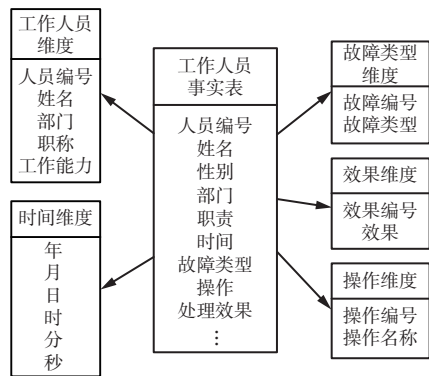 工作人员
维度
人员编号
姓名
部门
职称
工作能力
时间维度
年
月
日
时
分
秒
工作人员
事实表
人员编号
姓名
性别
部门
职责
时间
故障类型
操作
处理效果
⋮
故障类型
维度
故障编号
故障类型
效果维度
效果编号
效果
操作维度
操作编号
操作名称